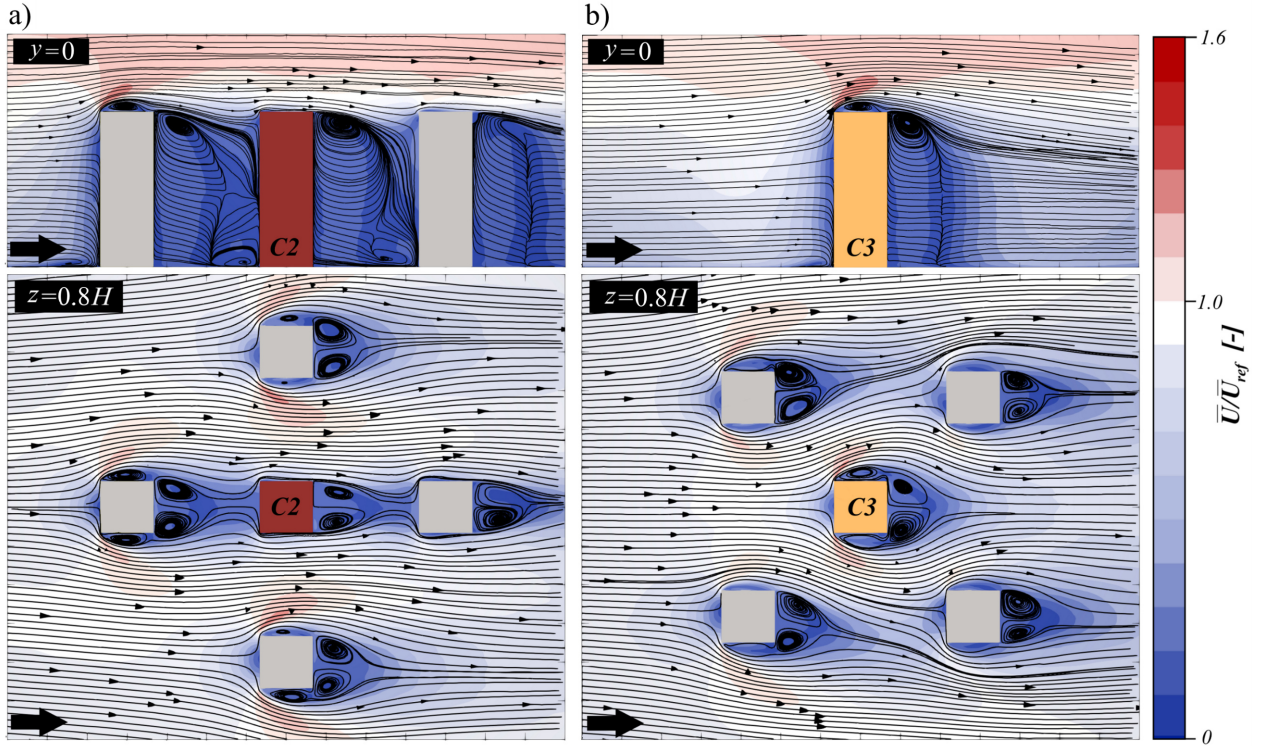 a)
y=0
C2
z=0.8H
C2
b)
y=0
C3
z=0.8H
C3
1.6
1.0
U̅/U̅ref [-]
0